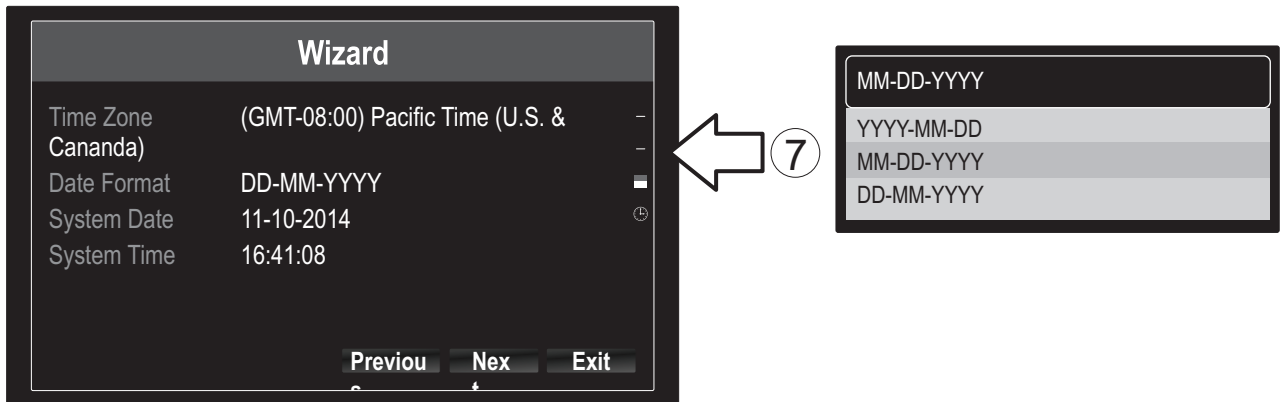 Wizard
Time Zone (GMT-08:00) Pacific Time (U.S. &
Cananda)
Date Format DD-MM-YYYY
System Date 11-10-2014
System Time 16:41:08
Previou Nex Exit
s t
7
MM-DD-YYYY
YYYY-MM-DD
MM-DD-YYYY
DD-MM-YYYY